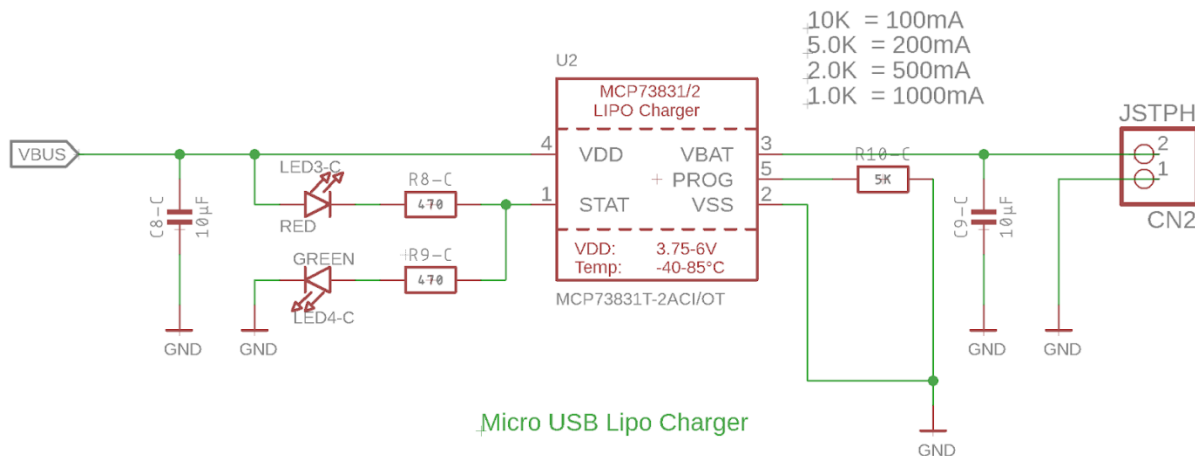 10K = 100mA
5.0K = 200mA
2.0K = 500mA
1.0K = 1000mA
U2
MCP73831/2
LIPO Charger
JSTPH
VBUS
4
VDD
VBAT
3
2
LED3-C
R8-C
R10-C
1
PROG
5
5K
1
STAT
VSS
2
470
RED
C8-C
10µF
C9-C
10µF
CN2
GREEN
R9-C
VDD: 3.75-6V
Temp: -40-85°C
470
MCP73831T-2ACI/OT
LED4-C
GND
GND
GND
GND
Micro USB Lipo Charger
GND